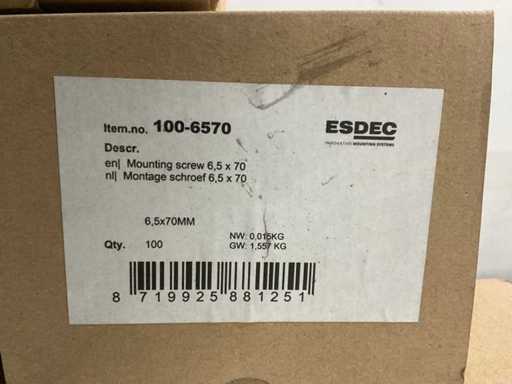 Item.no. 100-6570
ESDEC
INNOVATIVE MOUNTING SYSTEMS
Descr.
en| Mounting screw 6,5 x 70
nl| Montage schroef 6,5 x 70
6,5x70MM
Qty. 100
NW: 0,015KG
GW: 1,557 KG
8 719925 881251